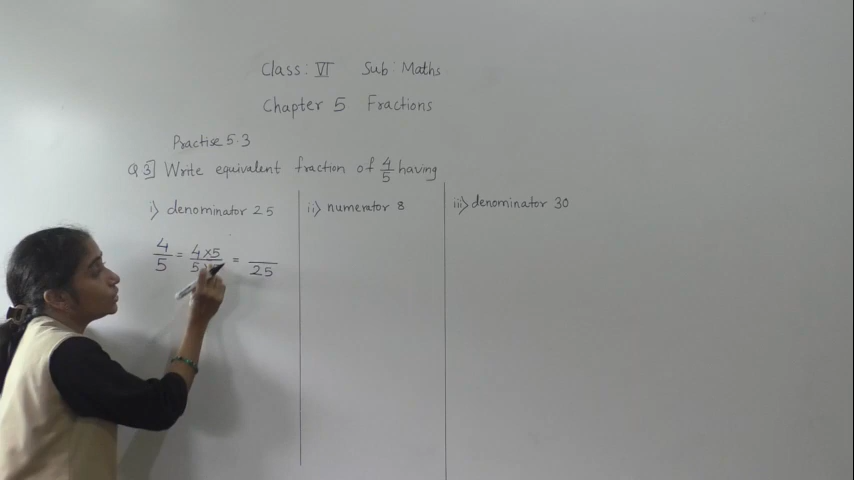 Class: VI Sub: Maths
Chapter 5 Fractions
Practise 5.3
Q 3] Write equivalent fraction of 4/5 having
i) denominator 25
ii) numerator 8
iii) denominator 30
4/5 = 4×5/5 = /25